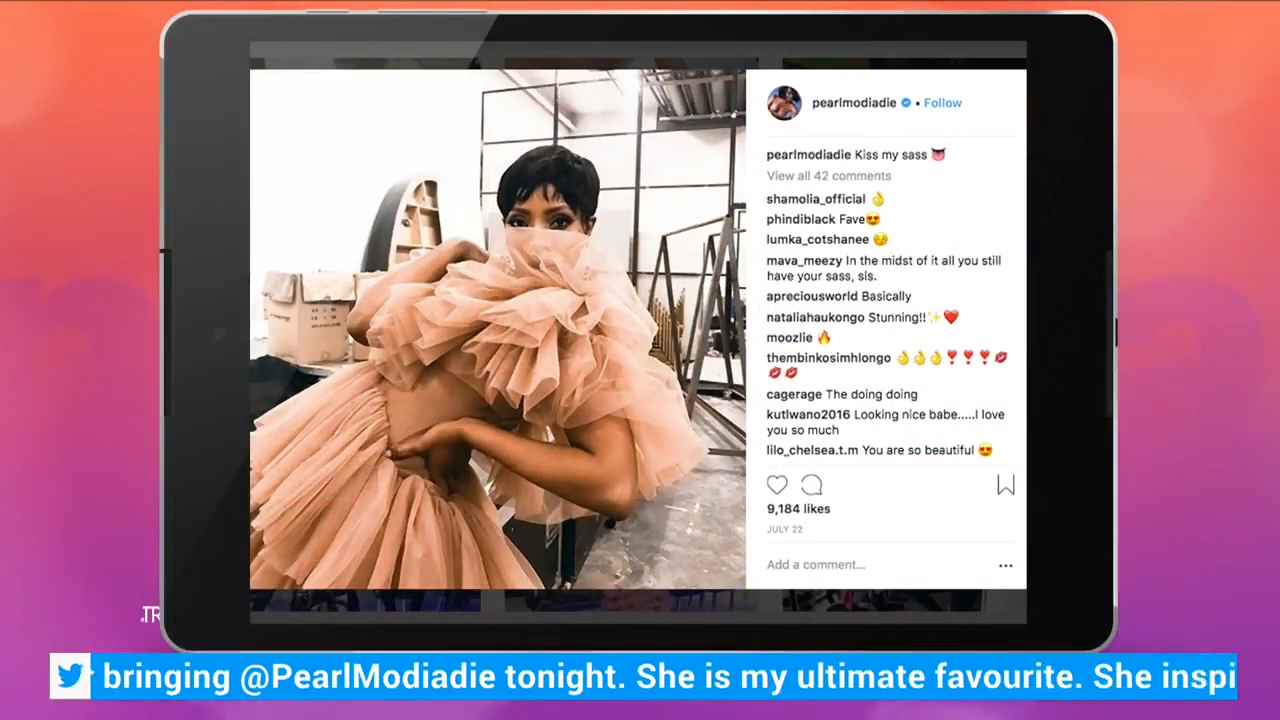 pearlmodiadie • Follow
pearlmodiadie Kiss my sass 👅
View all 42 comments
shamolia_official 👌
phindiblack Fave😍
lumka_cotshanee 😚
mava_meezy In the midst of it all you still
have your sass, sis.
apreciousworld Basically
nataliahaukongo Stunning!!✨❤️
moozlie 🔥
thembinkosimhlongo 👌👌👌❣️❣️❣️💋
💋💋
cagerage The doing doing
kutlwano2016 Looking nice babe.....I love
you so much
lilo_chelsea.t.m You are so beautiful 😍
9,184 likes
JULY 22
Add a comment...
TR
bringing @PearlModiadie tonight. She is my ultimate favourite. She inspi